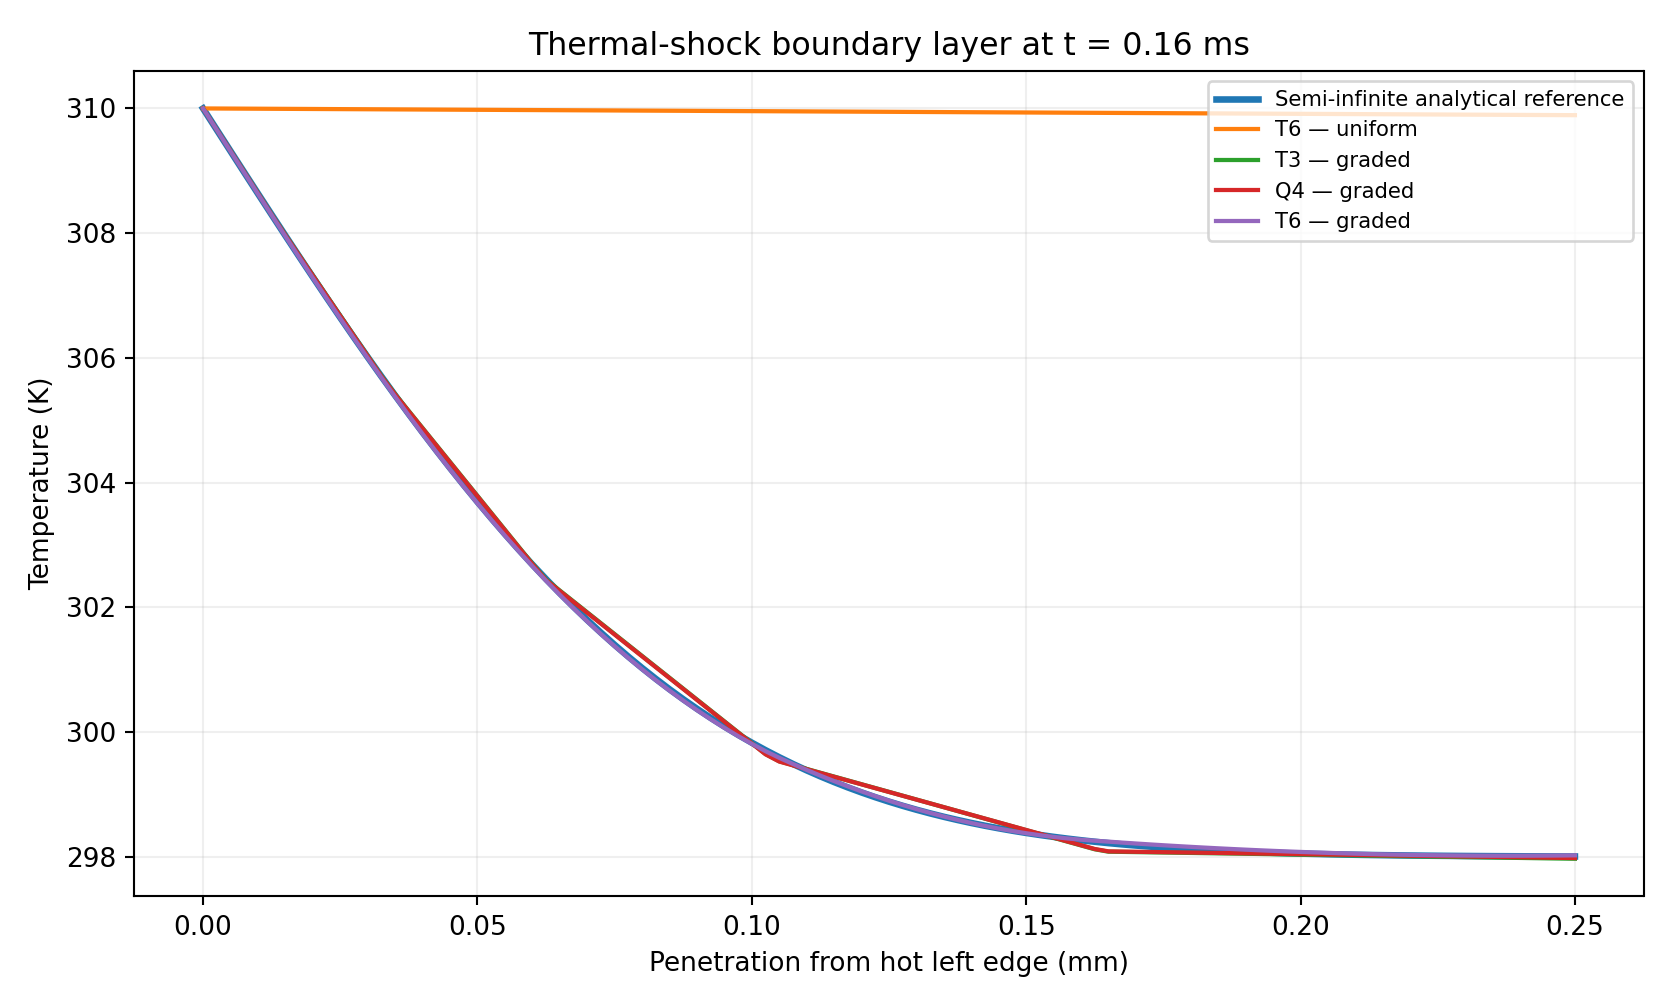 Thermal-shock boundary layer at t = 0.16 ms
Semi-infinite analytical reference
T6 — uniform
T3 — graded
Q4 — graded
T6 — graded
Temperature (K)
310
308
306
304
302
300
298
0.00 0.05 0.10 0.15 0.20 0.25
Penetration from hot left edge (mm)